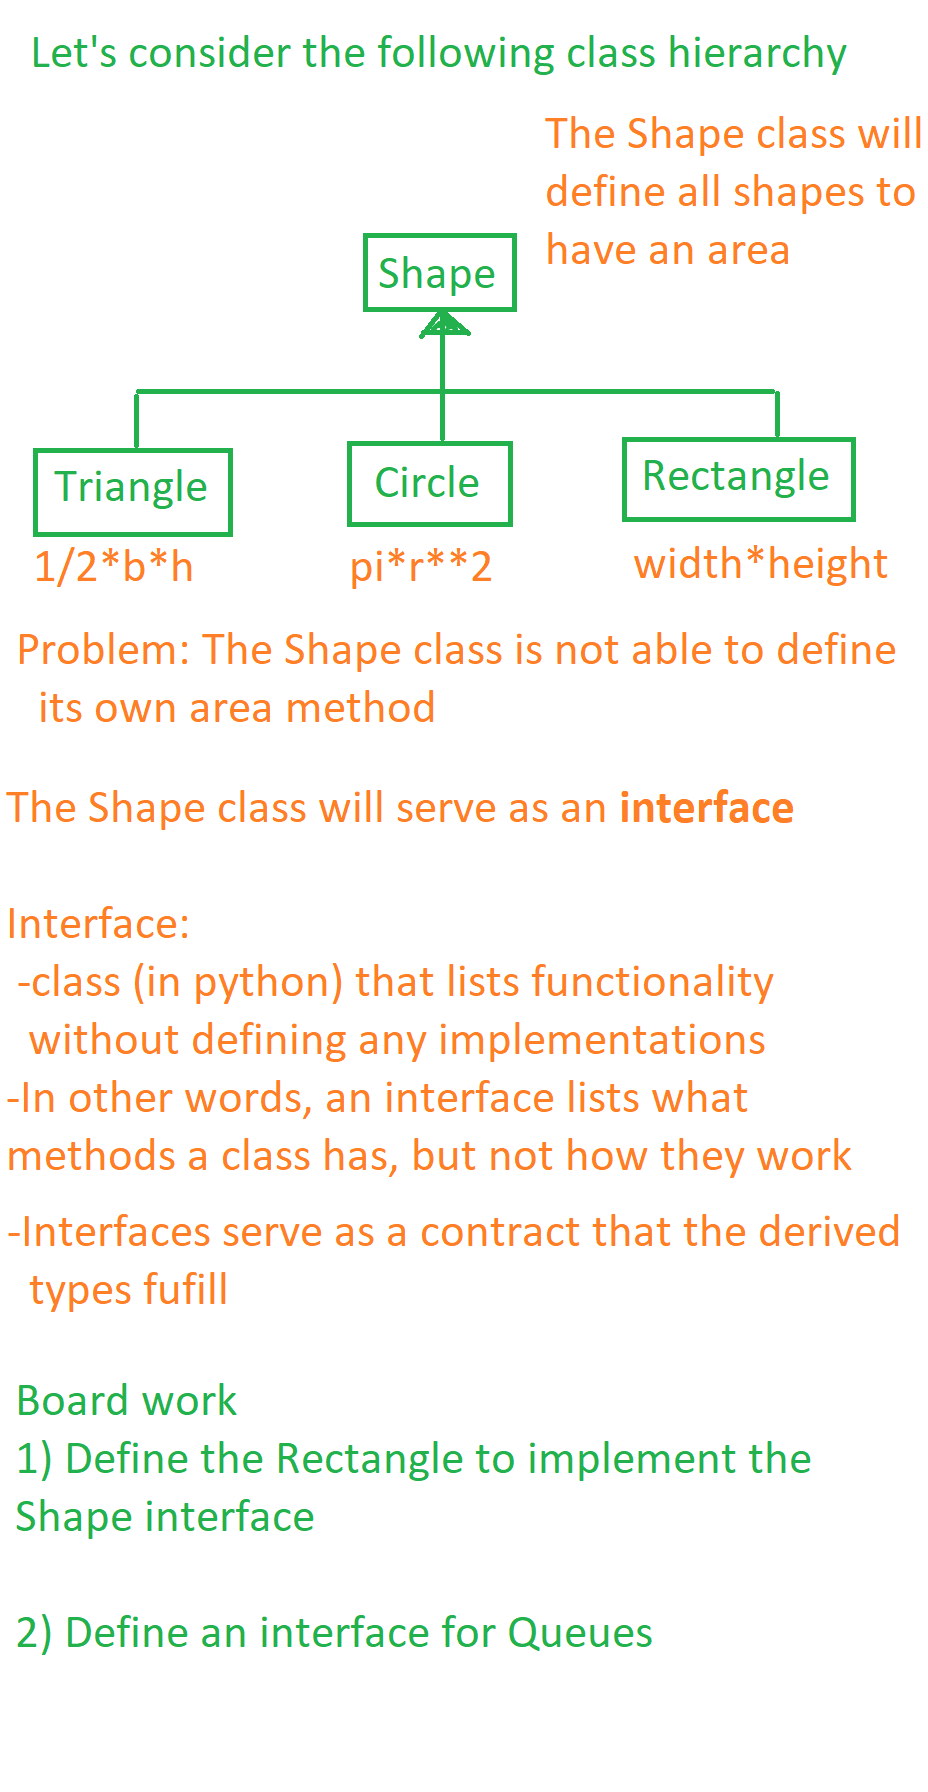 Let's consider the following class hierarchy
The Shape class will
define all shapes to
have an area
Shape
Triangle
Circle
Rectangle
1/2*b*h
pi*r**2
width*height
Problem: The Shape class is not able to define
its own area method
The Shape class will serve as an interface
Interface:
-class (in python) that lists functionality
without defining any implementations
-In other words, an interface lists what
methods a class has, but not how they work
-Interfaces serve as a contract that the derived
types fufill
Board work
1) Define the Rectangle to implement the
Shape interface
2) Define an interface for Queues